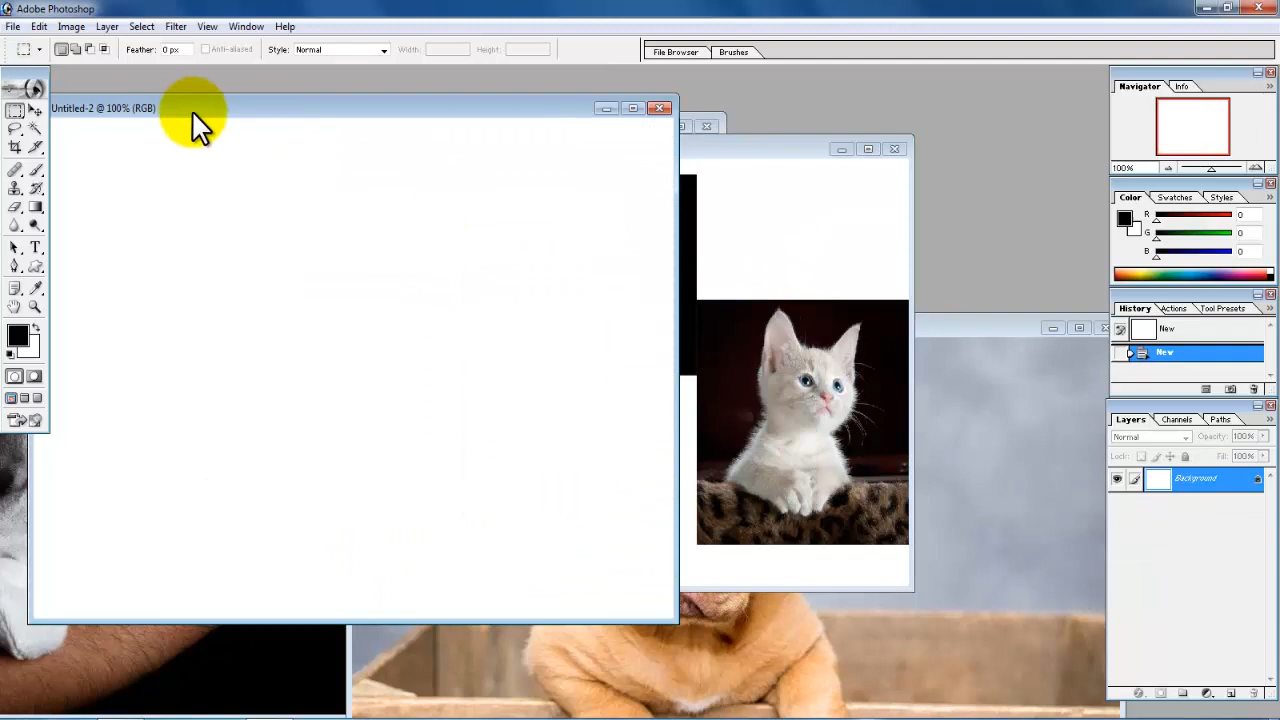 Adobe Photoshop
File Edit Image Layer Select Filter View Window Help
Feather: 0 px Anti-aliased Style: Normal Width: Height: File Browser Brushes
Untitled-2 @ 100% (RGB)
Navigator Info
100%
Color Swatches Styles
R 0
G 0
B 0
History Actions Tool Presets
New
New
Layers Channels Paths
Normal Opacity: 100%
Lock: Fill: 100%
Background